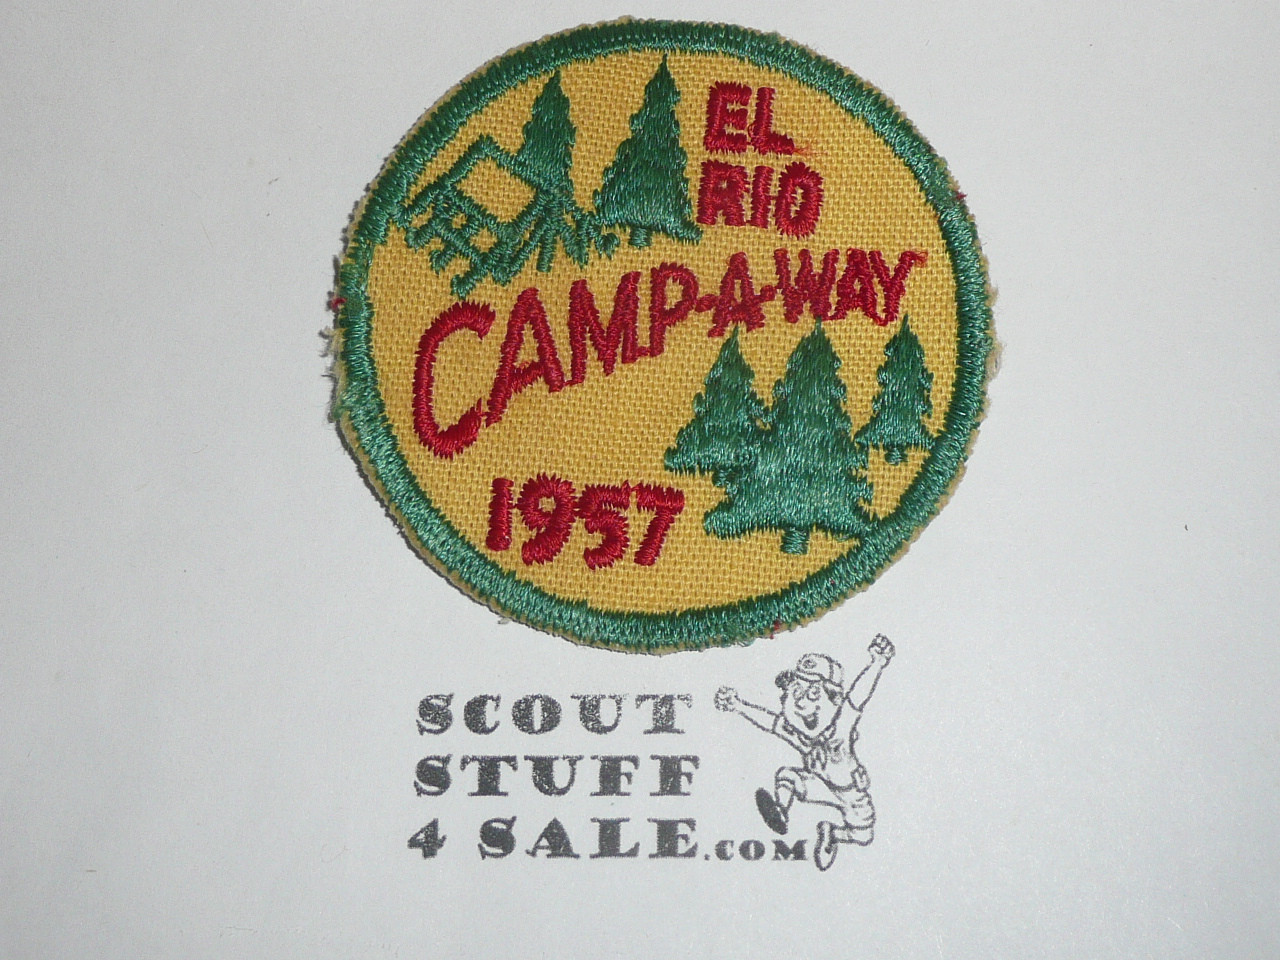 EL
RIO
CAMP-A-WAY
1957
SCOUT
STUFF
4 SALE.COM